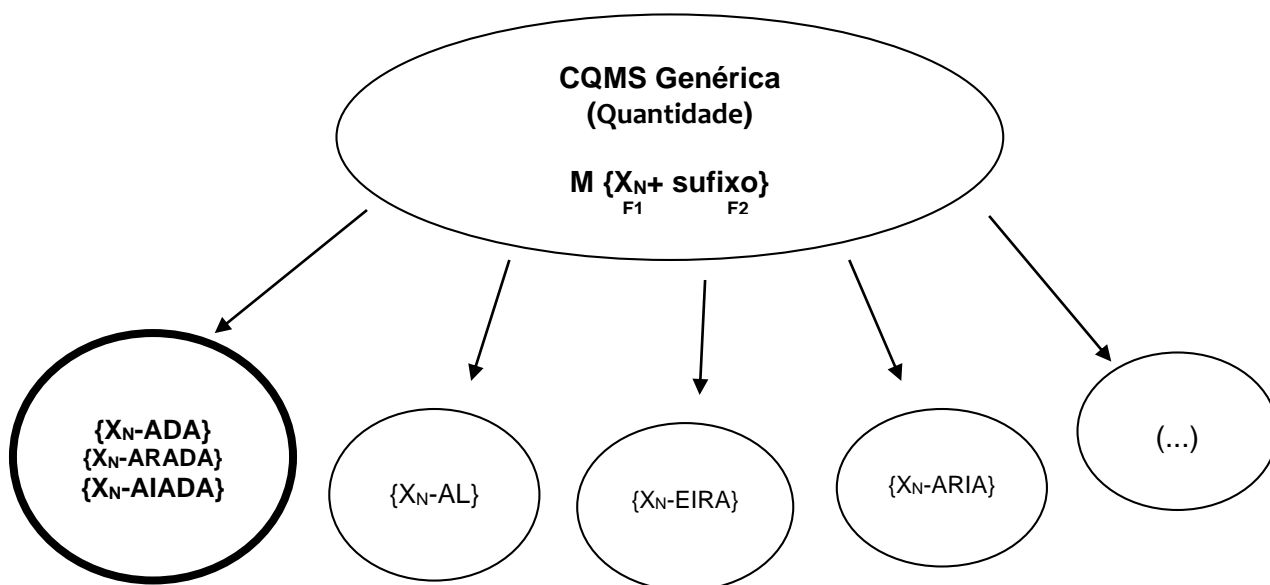 CQMS Genérica
(Quantidade)
M {XN+ sufixo}
F1 F2
{XN-ADA}
{XN-ARADA}
{XN-AIADA}
{XN-AL}
{XN-EIRA}
{XN-ARIA}
(...)